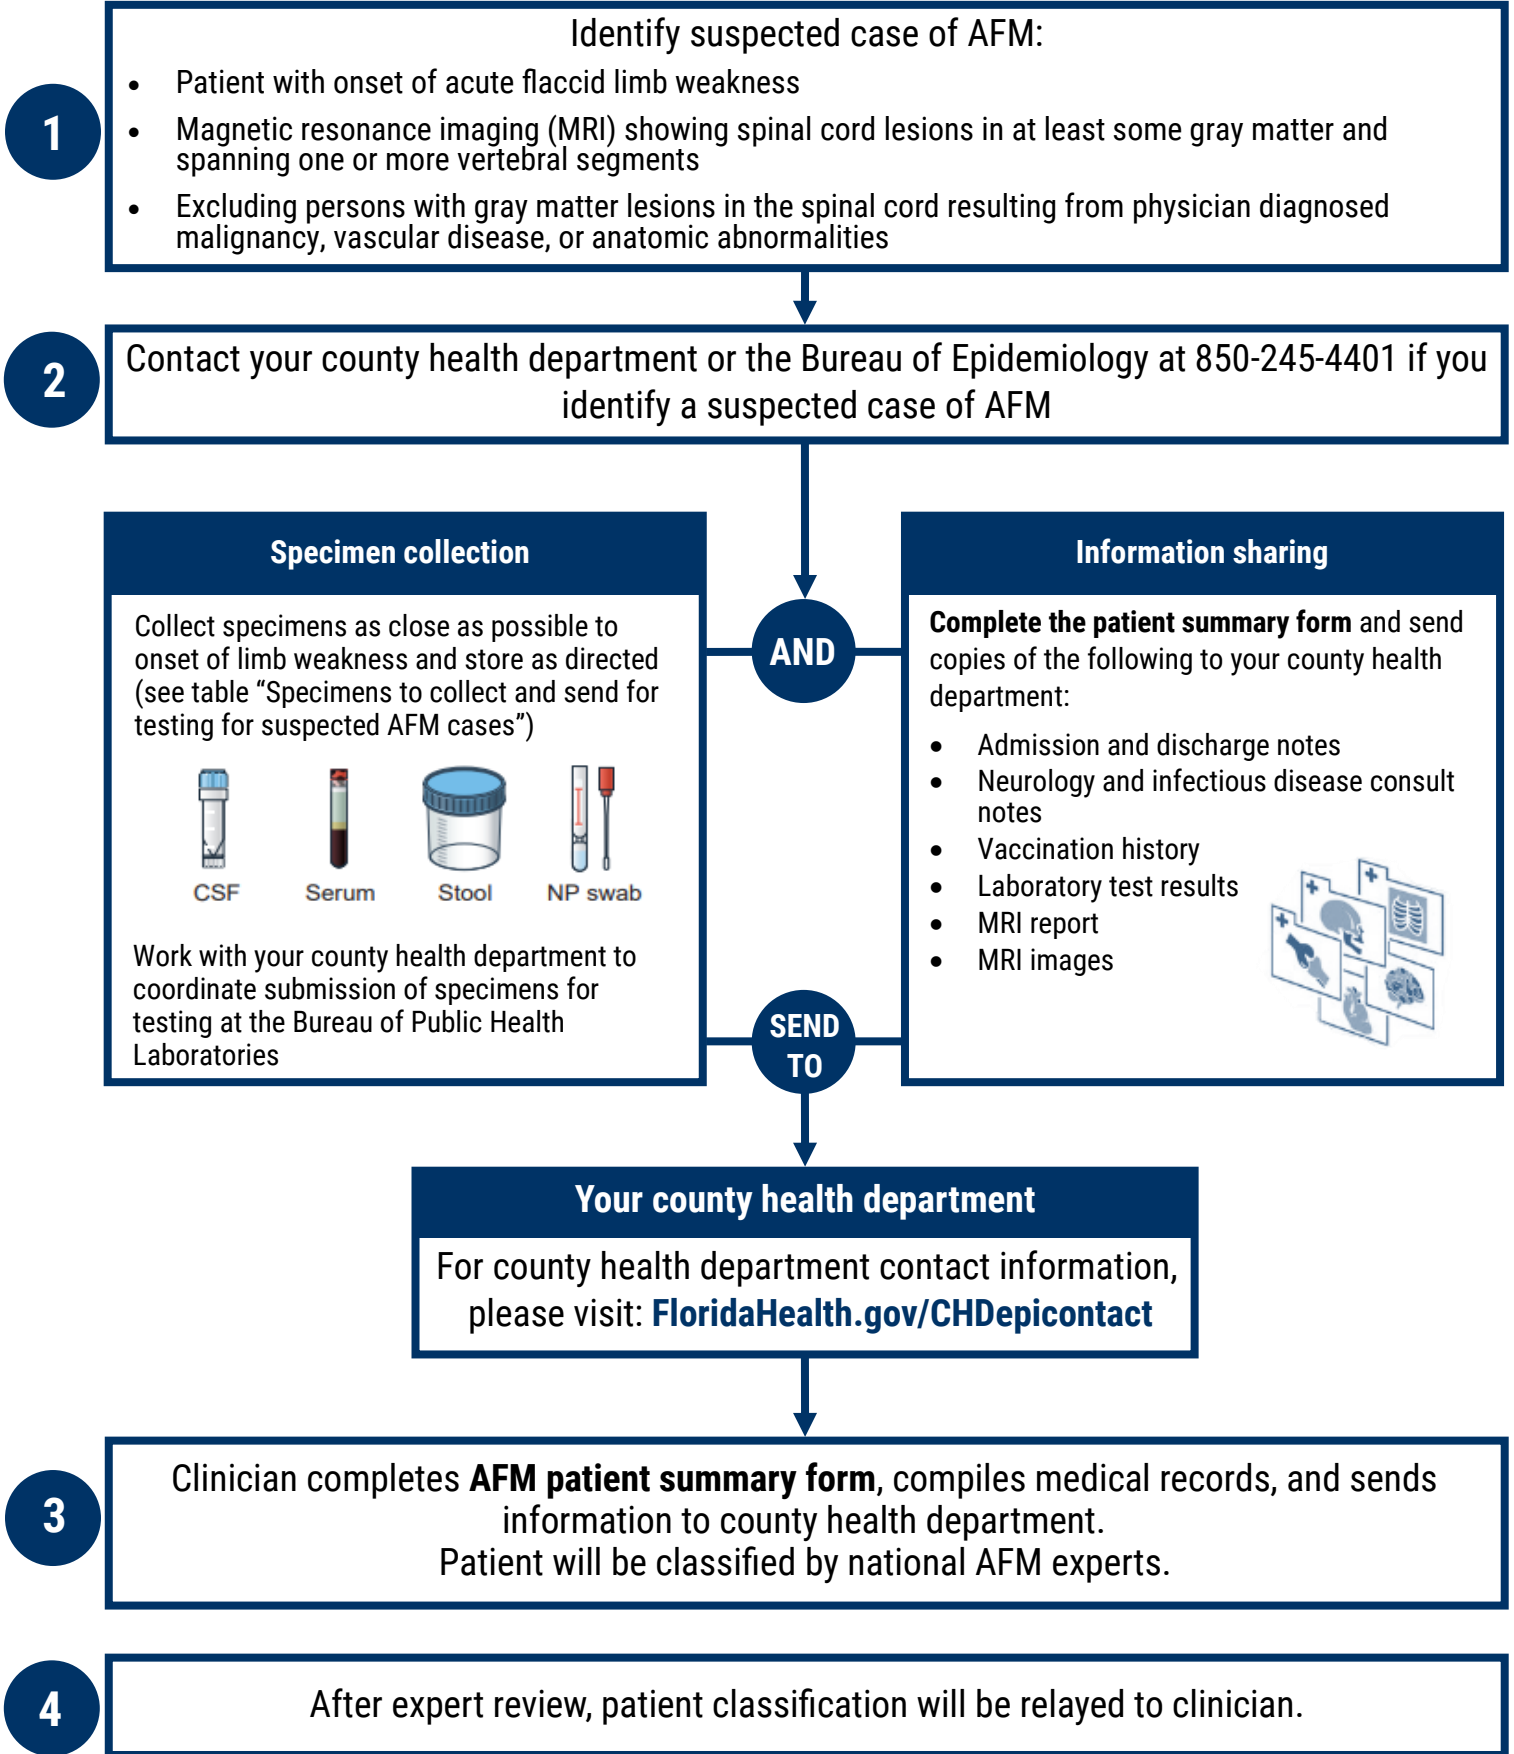 1
Identify suspected case of AFM:
• Patient with onset of acute flaccid limb weakness
• Magnetic resonance imaging (MRI) showing spinal cord lesions in at least some gray matter and
spanning one or more vertebral segments
• Excluding persons with gray matter lesions in the spinal cord resulting from physician diagnosed
malignancy, vascular disease, or anatomic abnormalities
2
Contact your county health department or the Bureau of Epidemiology at 850-245-4401 if you
identify a suspected case of AFM
Specimen collection
Collect specimens as close as possible to
onset of limb weakness and store as directed
(see table “Specimens to collect and send for
testing for suspected AFM cases”)
CSF
Serum
Stool
NP swab
Work with your county health department to
coordinate submission of specimens for
testing at the Bureau of Public Health
Laboratories
AND
Information sharing
Complete the patient summary form and send
copies of the following to your county health
department:
• Admission and discharge notes
• Neurology and infectious disease consult
notes
• Vaccination history
• Laboratory test results
• MRI report
• MRI images
SEND
TO
Your county health department
For county health department contact information,
please visit: FloridaHealth.gov/CHDepicontact
3
Clinician completes AFM patient summary form, compiles medical records, and sends
information to county health department.
Patient will be classified by national AFM experts.
4
After expert review, patient classification will be relayed to clinician.